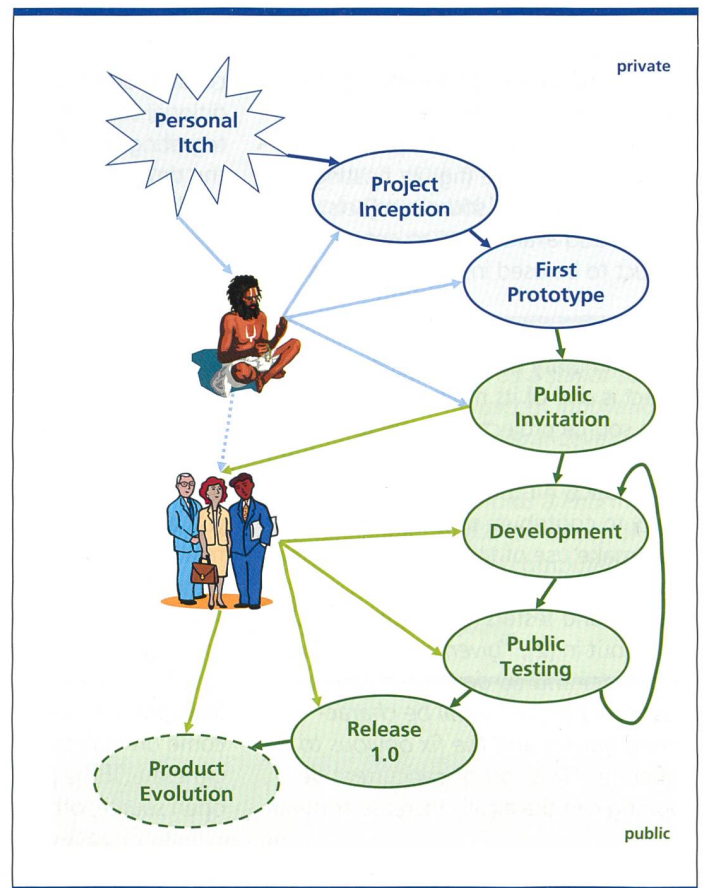 private
Personal
Itch
Project
Inception
First
Prototype
Public
Invitation
Development
Public
Testing
Release
1.0
Product
Evolution
public